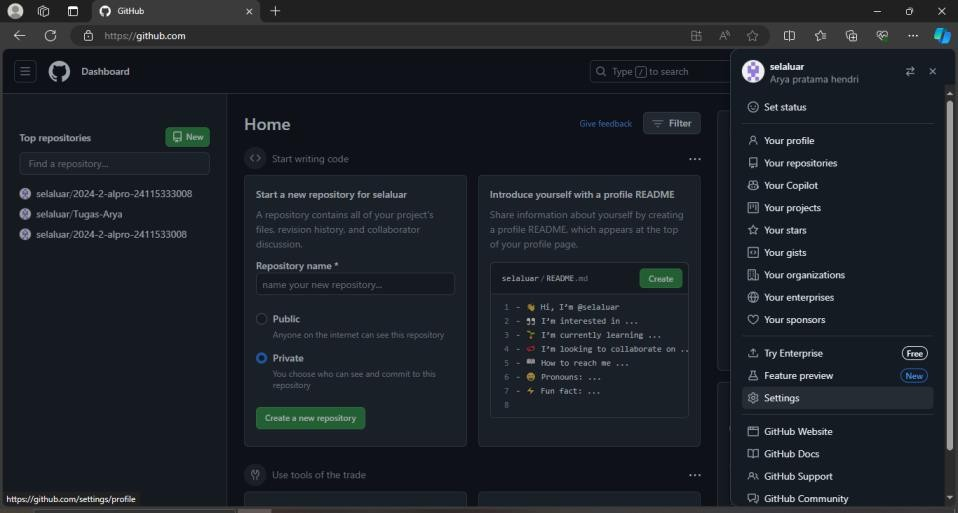 GitHub
https://github.com
Dashboard
Type / to search
selaluar
Arya pratama hendri
Set status
Your profile
Your repositories
Your Copilot
Your projects
Your stars
Your gists
Your organizations
Your enterprises
Your sponsors
Try Enterprise Free
Feature preview New
Settings
GitHub Website
GitHub Docs
GitHub Support
GitHub Community
Top repositories
New
Find a repository...
selaluar/2024-2-alpro-24115333008
selaluar/Tugas-Arya
selaluar/2024-2-alpro-2411533008
Home
Give feedback
Filter
Start writing code
Start a new repository for selaluar
A repository contains all of your project's
files, revision history, and collaborator
discussion.
Repository name *
name your new repository...
Public
Anyone on the internet can see this repository
Private
You choose who can see and commit to this
repository
Create a new repository
Introduce yourself with a profile README
Share information about yourself by creating
a profile README, which appears at the top
of your profile page.
selaluar / README.md
Create
1 - 👋 Hi, I'm @selaluar
2 - 👀 I'm interested in ...
3 - 🌱 I'm currently learning ...
4 - 💞️ I'm looking to collaborate on ..
5 - 📫 How to reach me ...
6 - 😄 Pronouns: ...
7 - ⚡ Fun fact: ...
8
Use tools of the trade
https://github.com/settings/profile